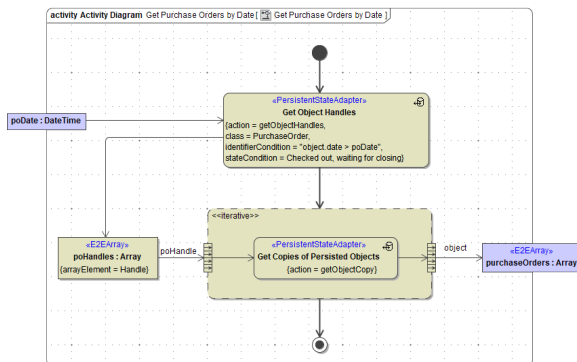 activity Activity Diagram Get Purchase Orders by Date [ Get Purchase Orders by Date ]
«PersistentStateAdapter»
Get Object Handles
{action = getObjectHandles,
class = PurchaseOrder,
identifierCondition = "object.date > poDate",
stateCondition = Checked out, waiting for closing}
poDate : DateTime
<<iterative>>
«E2EArray»
poHandles : Array
{arrayElement = Handle}
poHandle
«PersistentStateAdapter»
Get Copies of Persisted Objects
{action = getObjectCopy}
object
«E2EArray»
purchaseOrders : Array